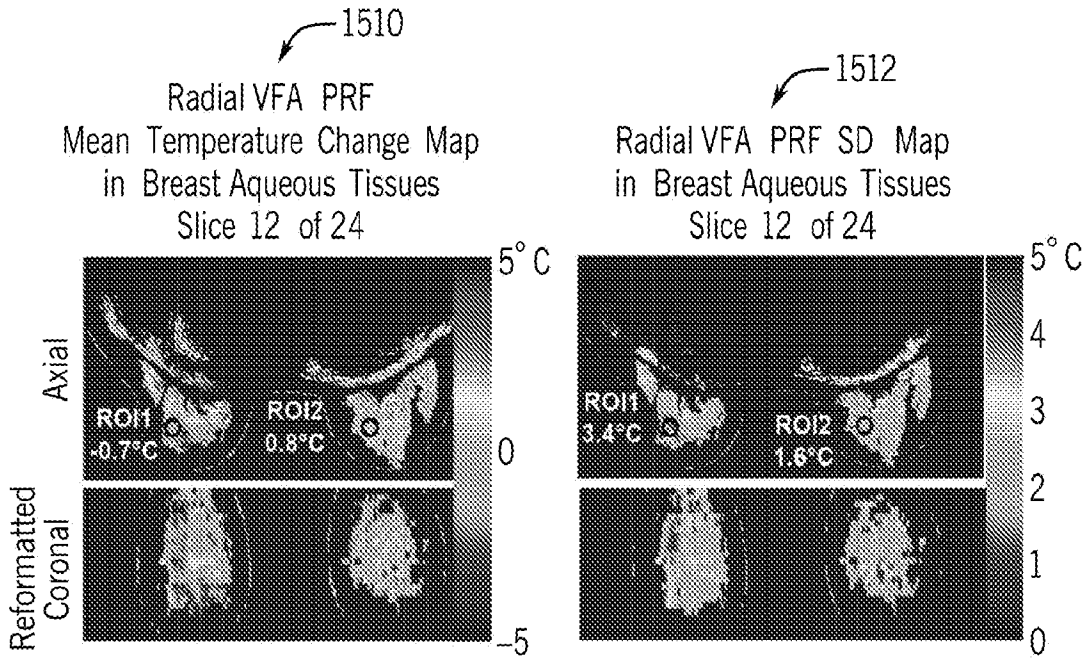 1510
Radial VFA PRF
Mean Temperature Change Map
in Breast Aqueous Tissues
Slice 12 of 24
5° C
0
-5
Axial
ROI1
-0.7°C
ROI2
0.8°C
Reformatted
Coronal
1512
Radial VFA PRF SD Map
in Breast Aqueous Tissues
Slice 12 of 24
5° C
4
3
2
1
0
ROI1
3.4°C
ROI2
1.6°C